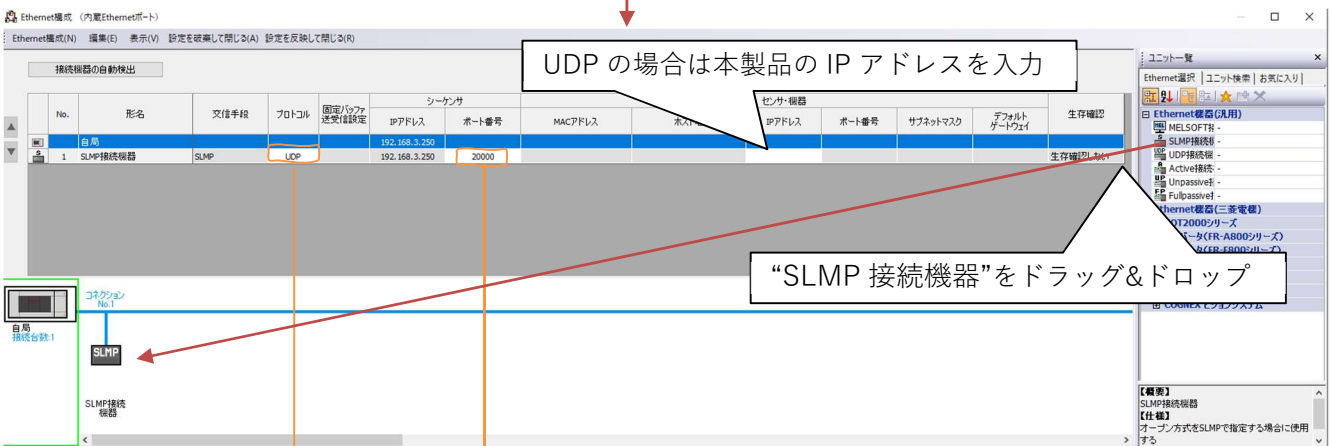 Ethernet構成 (内蔵Ethernetポート)
Ethernet構成(N) 編集(E) 表示(V) 設定を破棄して閉じる(A) 設定を反映して閉じる(R)
接続機器の自動検出
UDP の場合は本製品の IP アドレスを入力
No. 形名 交信手段 プロトコル 固定バッファ送受信設定 シーケンサ センサ・機器 生存確認
IPアドレス ポート番号 MACアドレス IPアドレス ポート番号 サブネットマスク デフォルトゲートウェイ
自局 192.168.3.250
1 SLMP接続機器 SLMP UDP 192.168.3.250 20000 生存確認しない
ユニット一覧 ×
Ethernet選択 ユニット検索 お気に入り
Ethernet機器(汎用)
MELSOFT接 -
SLMP接続機 -
UDP接続機 -
Active接続 -
Unpassive接 -
Fullpassive接 -
Ethernet機器(三菱電機)
GOT2000シリーズ
(FR-A800シリーズ)
“SLMP 接続機器”をドラッグ&ドロップ
COGNEX ビジョンシステム
自局
接続台数:1
コネクション
No.1
SLMP
SLMP接続
機器
【概要】
SLMP接続機器
【仕様】
オープン方式をSLMPで指定する場合に使用
する